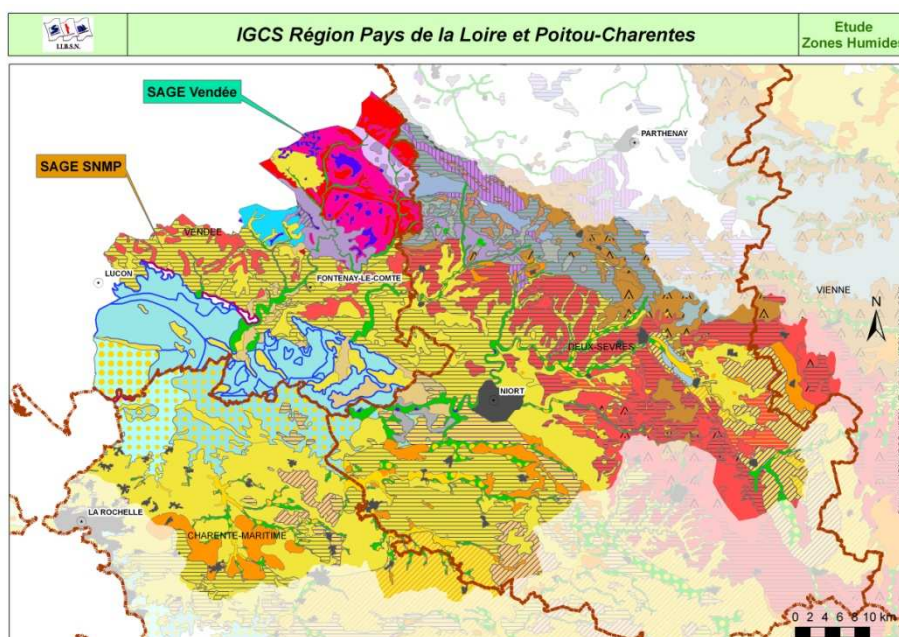 I.I.B.S.N.
IGCS Région Pays de la Loire et Poitou-Charentes
Etude
Zones Humides
SAGE Vendée
PARTHENAY
SAGE SNMP
VENDEE
LUCON
FONTENAY-LE-COMTE
VIENNE
N
DEUX-SEVRES
NIORT
LA ROCHELLE
CHARENTE-MARITIME
0 2 4 6 8 10 km